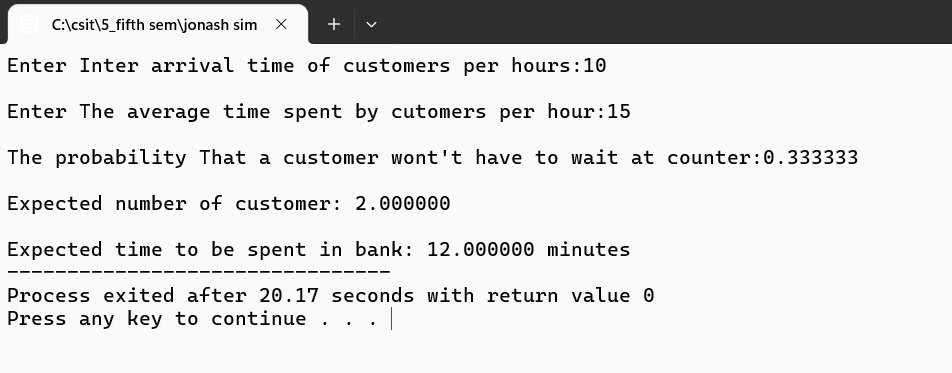 C:\csit\5_fifth sem\jonash sim
Enter Inter arrival time of customers per hours:10
Enter The average time spent by cutomers per hour:15
The probability That a customer wont't have to wait at counter:0.333333
Expected number of customer: 2.000000
Expected time to be spent in bank: 12.000000 minutes
--------------------------------
Process exited after 20.17 seconds with return value 0
Press any key to continue . . .